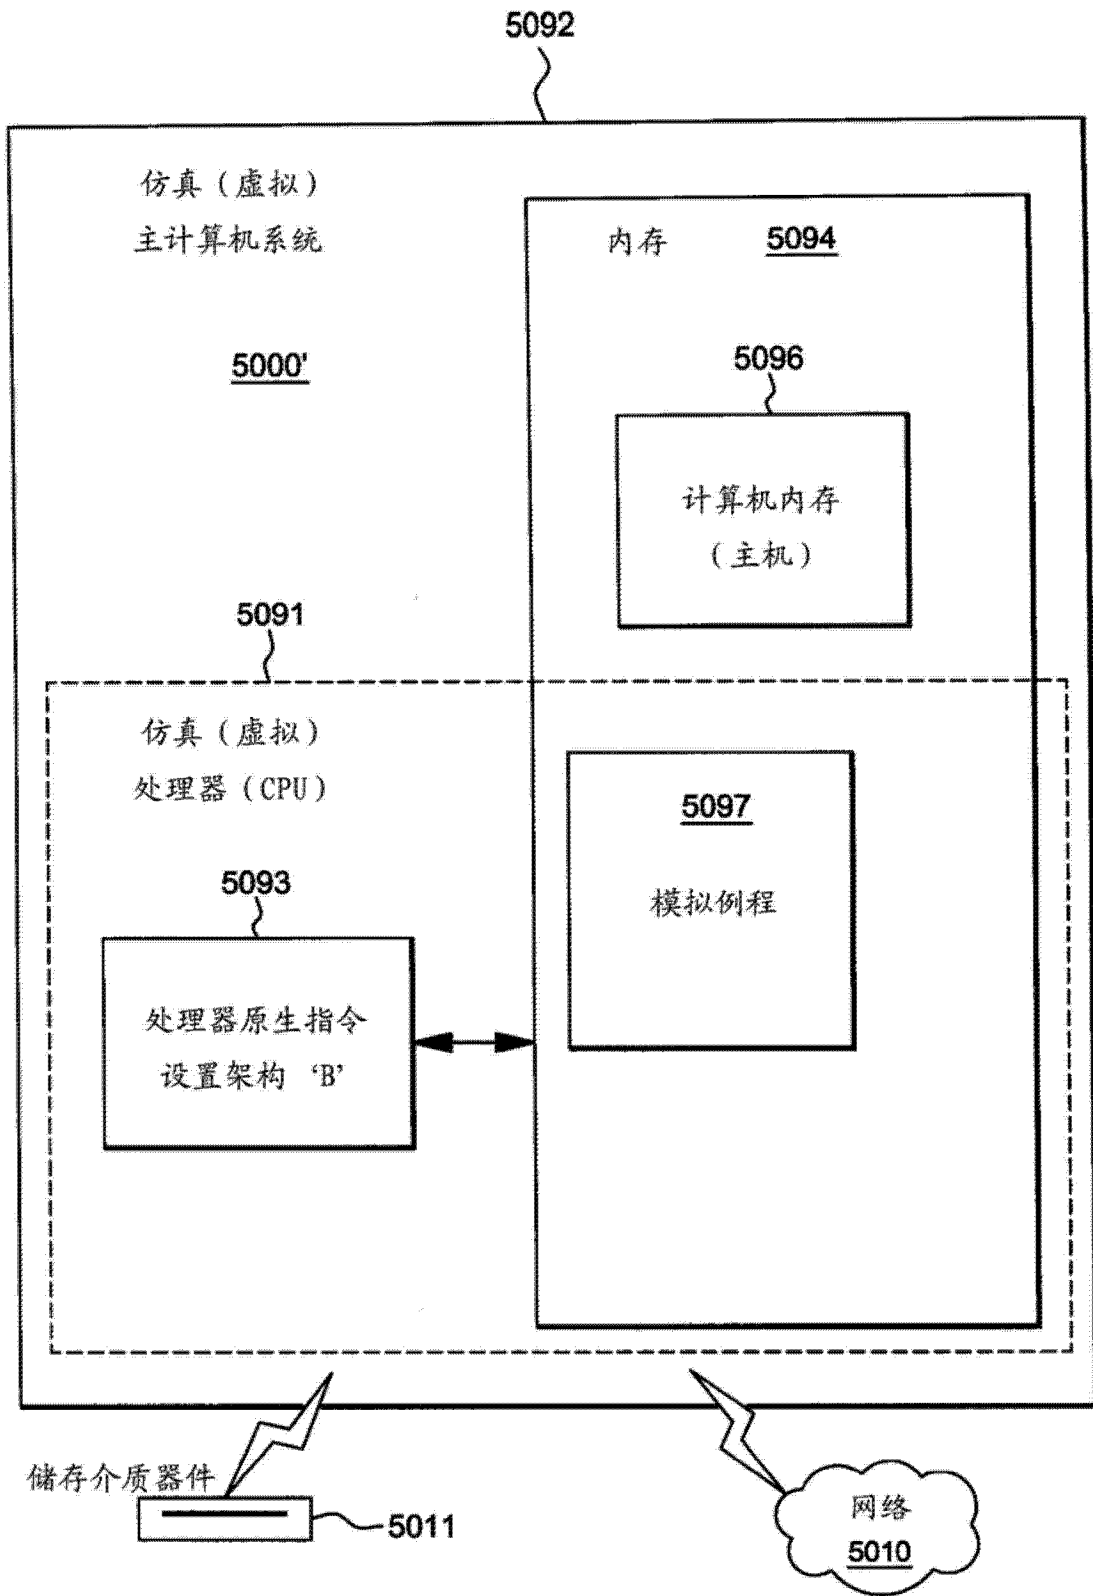 5092
仿真（虚拟）
主计算机系统
5000'
内存 5094
5096
计算机内存
（主机）
5091
仿真（虚拟）
处理器（CPU）
5093
处理器原生指令
设置架构 ‘B’
5097
模拟例程
储存介质器件
5011
网络
5010